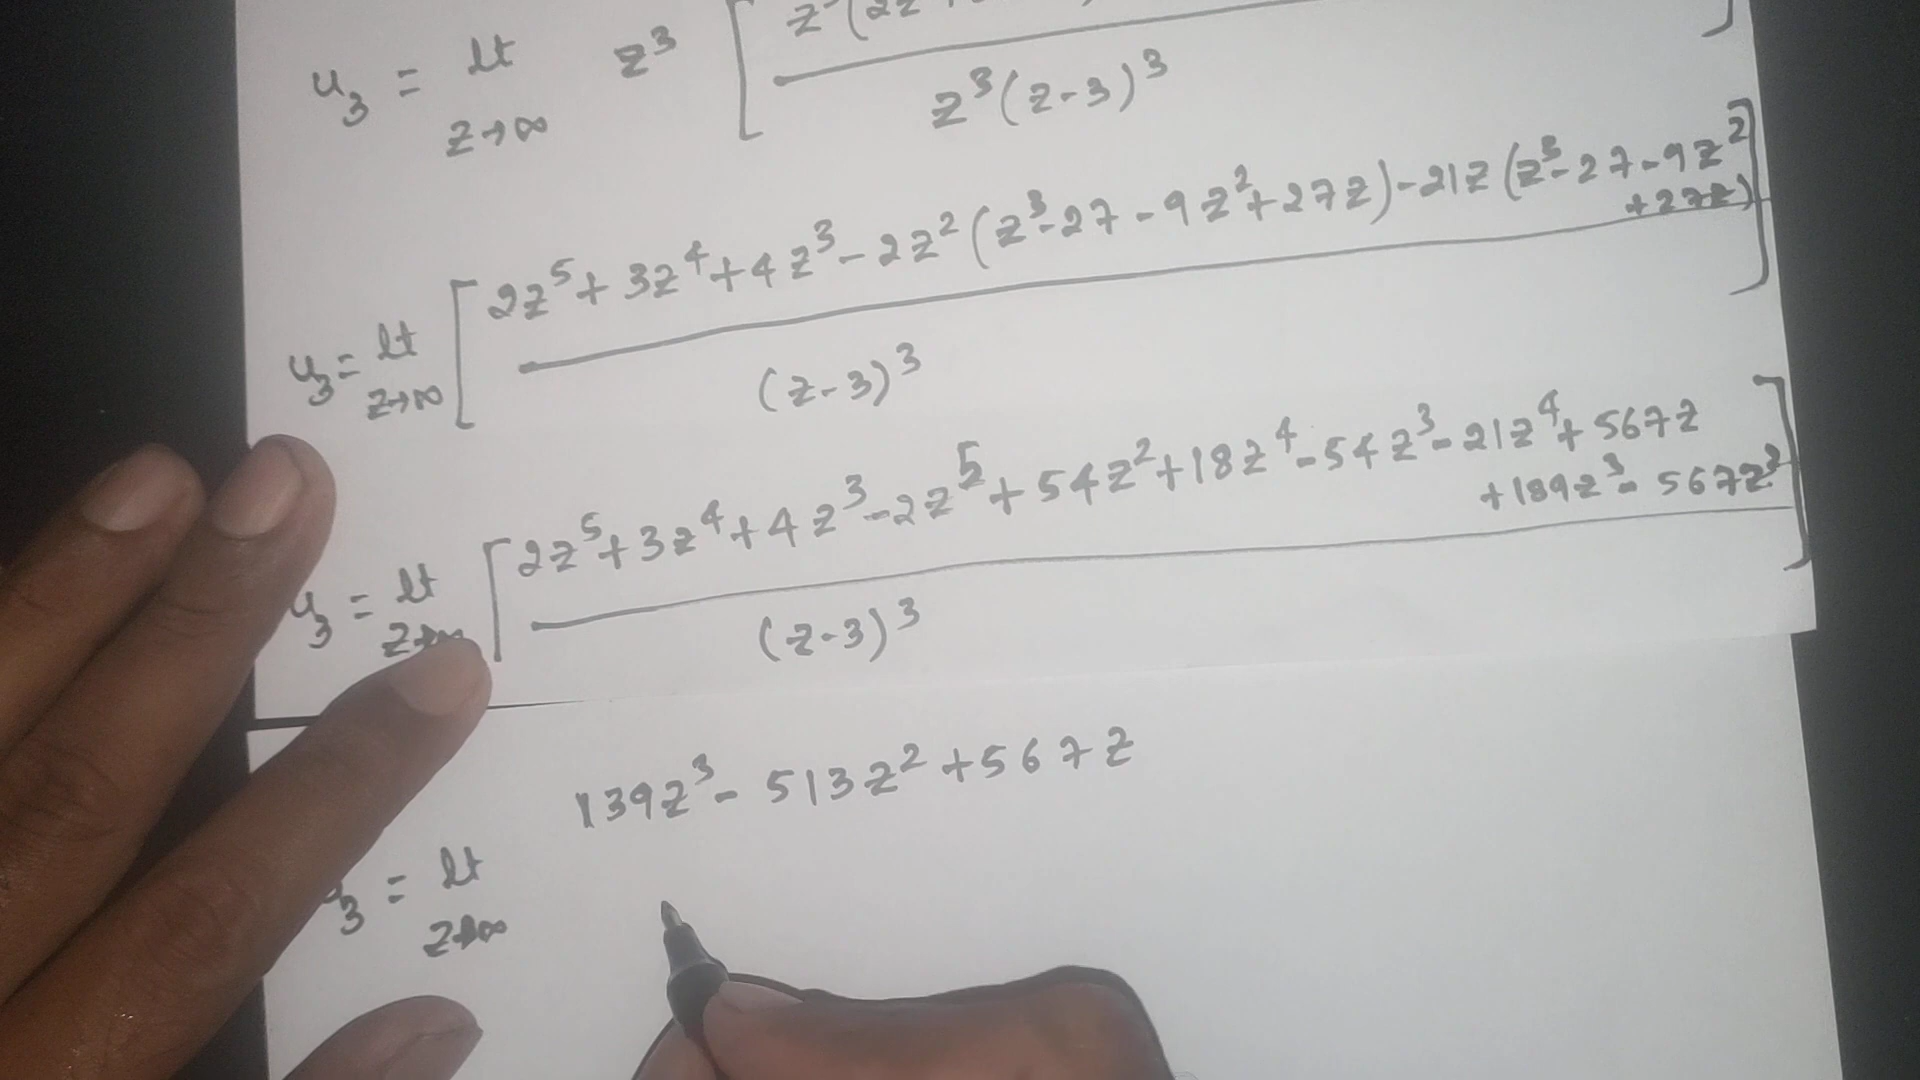 u₃ = lt z→∞ z³ [
z³(z-3)³
u₃ = lt z→∞ [ 2z⁵+3z⁴+4z³-2z²(z³-27-9z²+27z)-21z(z³-27-9z²
+27z) ]
(z-3)³
u₃ = lt z→∞ [ 2z⁵+3z⁴+4z³-2z⁵+54z²+18z⁴-54z³-21z⁴+567z
+189z³-567z² ]
(z-3)³
139z³-513z²+567z
u₃ = lt z→∞